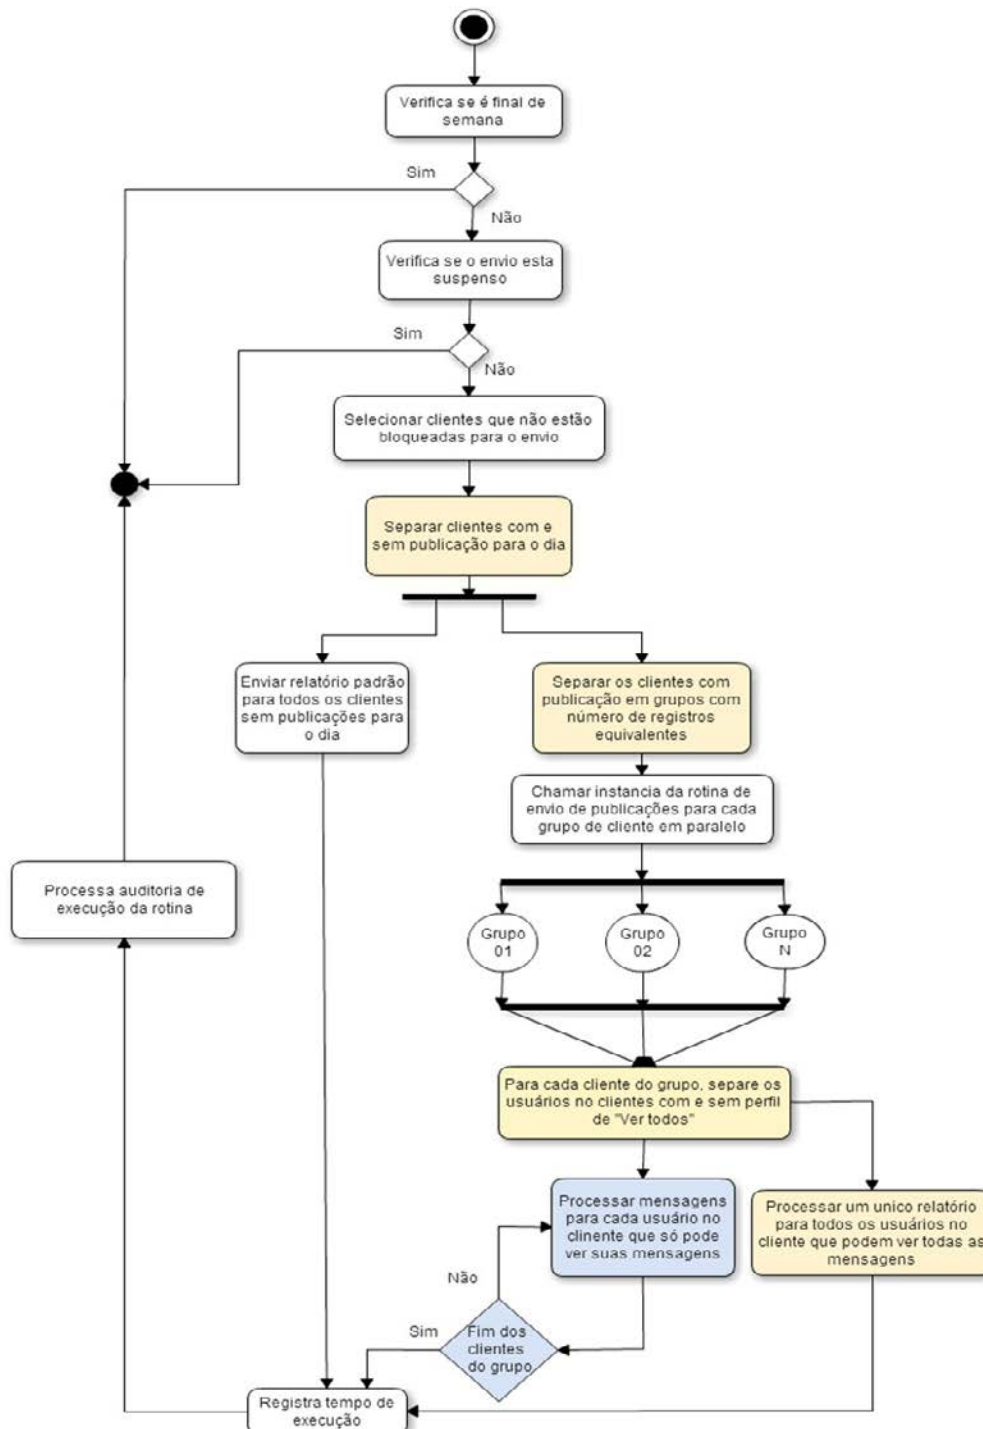 Verifica se é final de
semana
Sim
Não
Verifica se o envio esta
suspenso
Sim
Não
Selecionar clientes que não estão
bloqueadas para o envio
Separar clientes com e
sem publicação para o dia
Enviar relatório padrão
para todos os clientes
sem publicações para
o dia
Separar os clientes com
publicação em grupos com
número de registros
equivalentes
Chamar instancia da rotina de
envio de publicações para cada
grupo de cliente em paralelo
Processa auditoria de
execução da rotina
Grupo
01
Grupo
02
Grupo
N
Para cada cliente do grupo, separe os
usuários no clientes com e sem perfil
de "Ver todos"
Processar mensagens
para cada usuário no
clinente que só pode
ver suas mensagens
Processar um unico relatório
para todos os usuários no
cliente que podem ver todas as
mensagens
Não
Sim
Fim dos
clientes
do grupo
Registra tempo de
execução